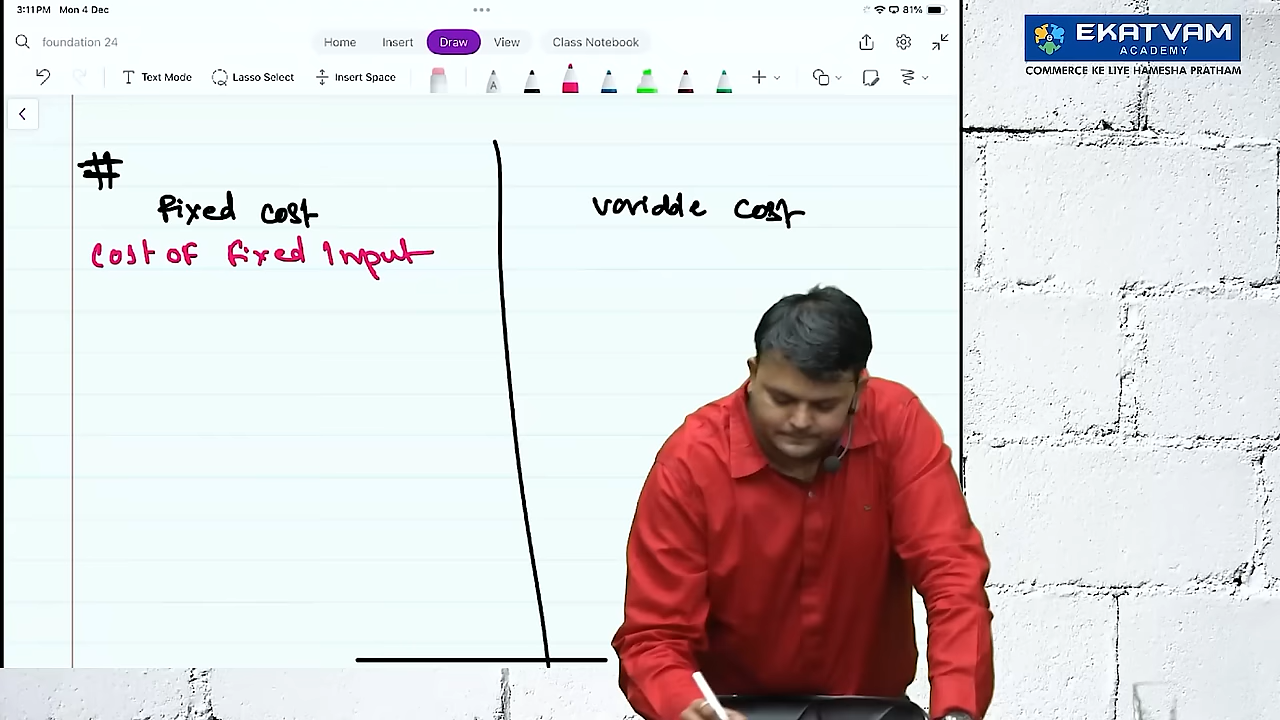 3:11PM Mon 4 Dec
81%
foundation 24
Home Insert Draw View Class Notebook
Text Mode Lasso Select Insert Space
EKATVAM
ACADEMY
COMMERCE KE LIYE HAMESHA PRATHAM
#
Fixed cost
variable cost
cost of fixed Input